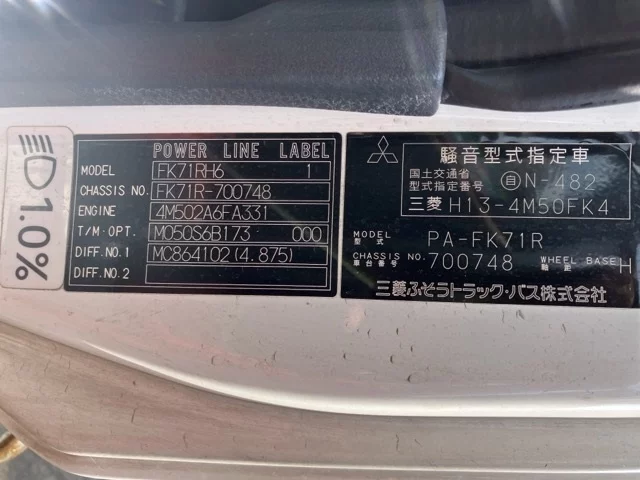 1.0%
POWER LINE LABEL
MODEL FK71RH6 1
CHASSIS NO. FK71R-700748
ENGINE 4M502A6FA331
T/M·OPT. M050S6B173 000
DIFF.NO.1 MC864102(4.875)
DIFF.NO.2
騒音型式指定車
国土交通省
型式指定番号 自N-482
三菱 H13-4M50FK4
MODEL
型式 PA-FK71R
CHASSIS NO.
車台番号 700748 WHEEL BASE
軸距 H
三菱ふそうトラック・バス株式会社